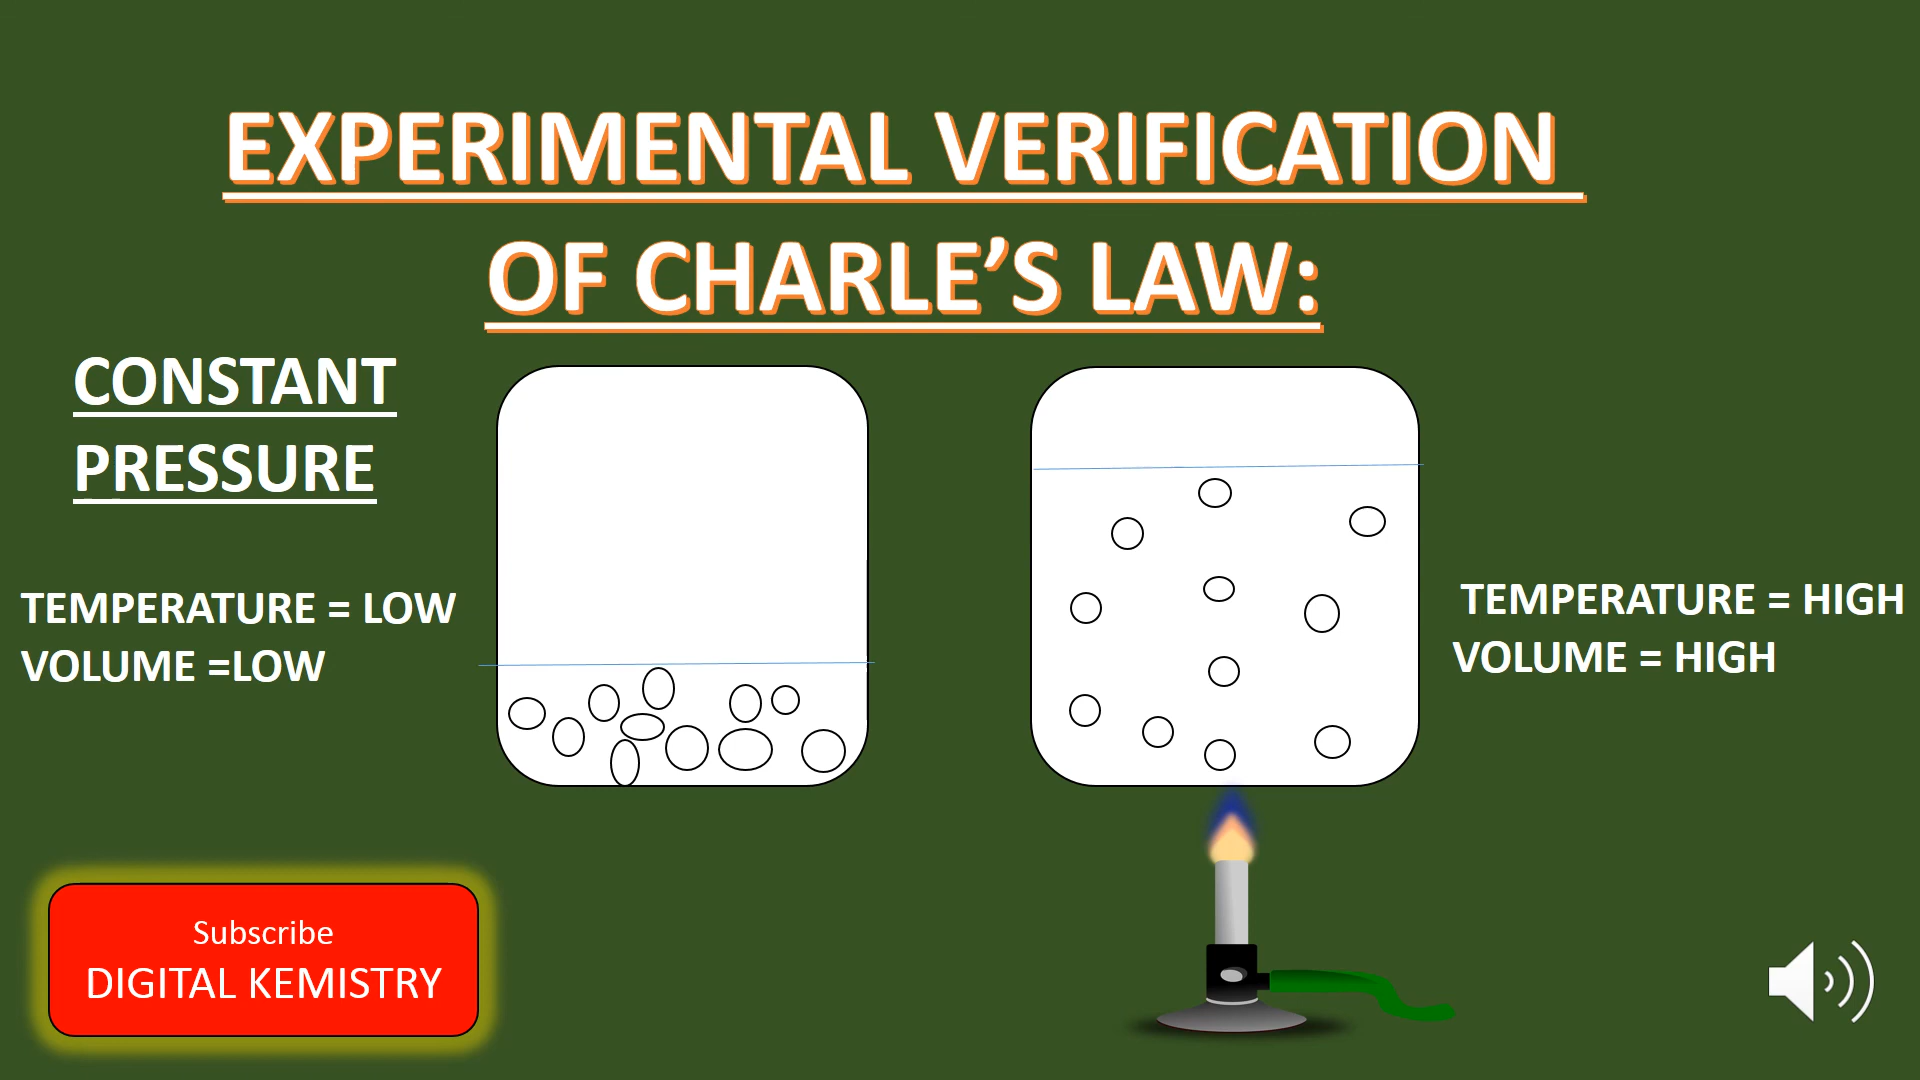 EXPERIMENTAL VERIFICATION
OF CHARLE’S LAW:
CONSTANT
PRESSURE
TEMPERATURE = LOW
VOLUME =LOW
TEMPERATURE = HIGH
VOLUME = HIGH
Subscribe
DIGITAL KEMISTRY